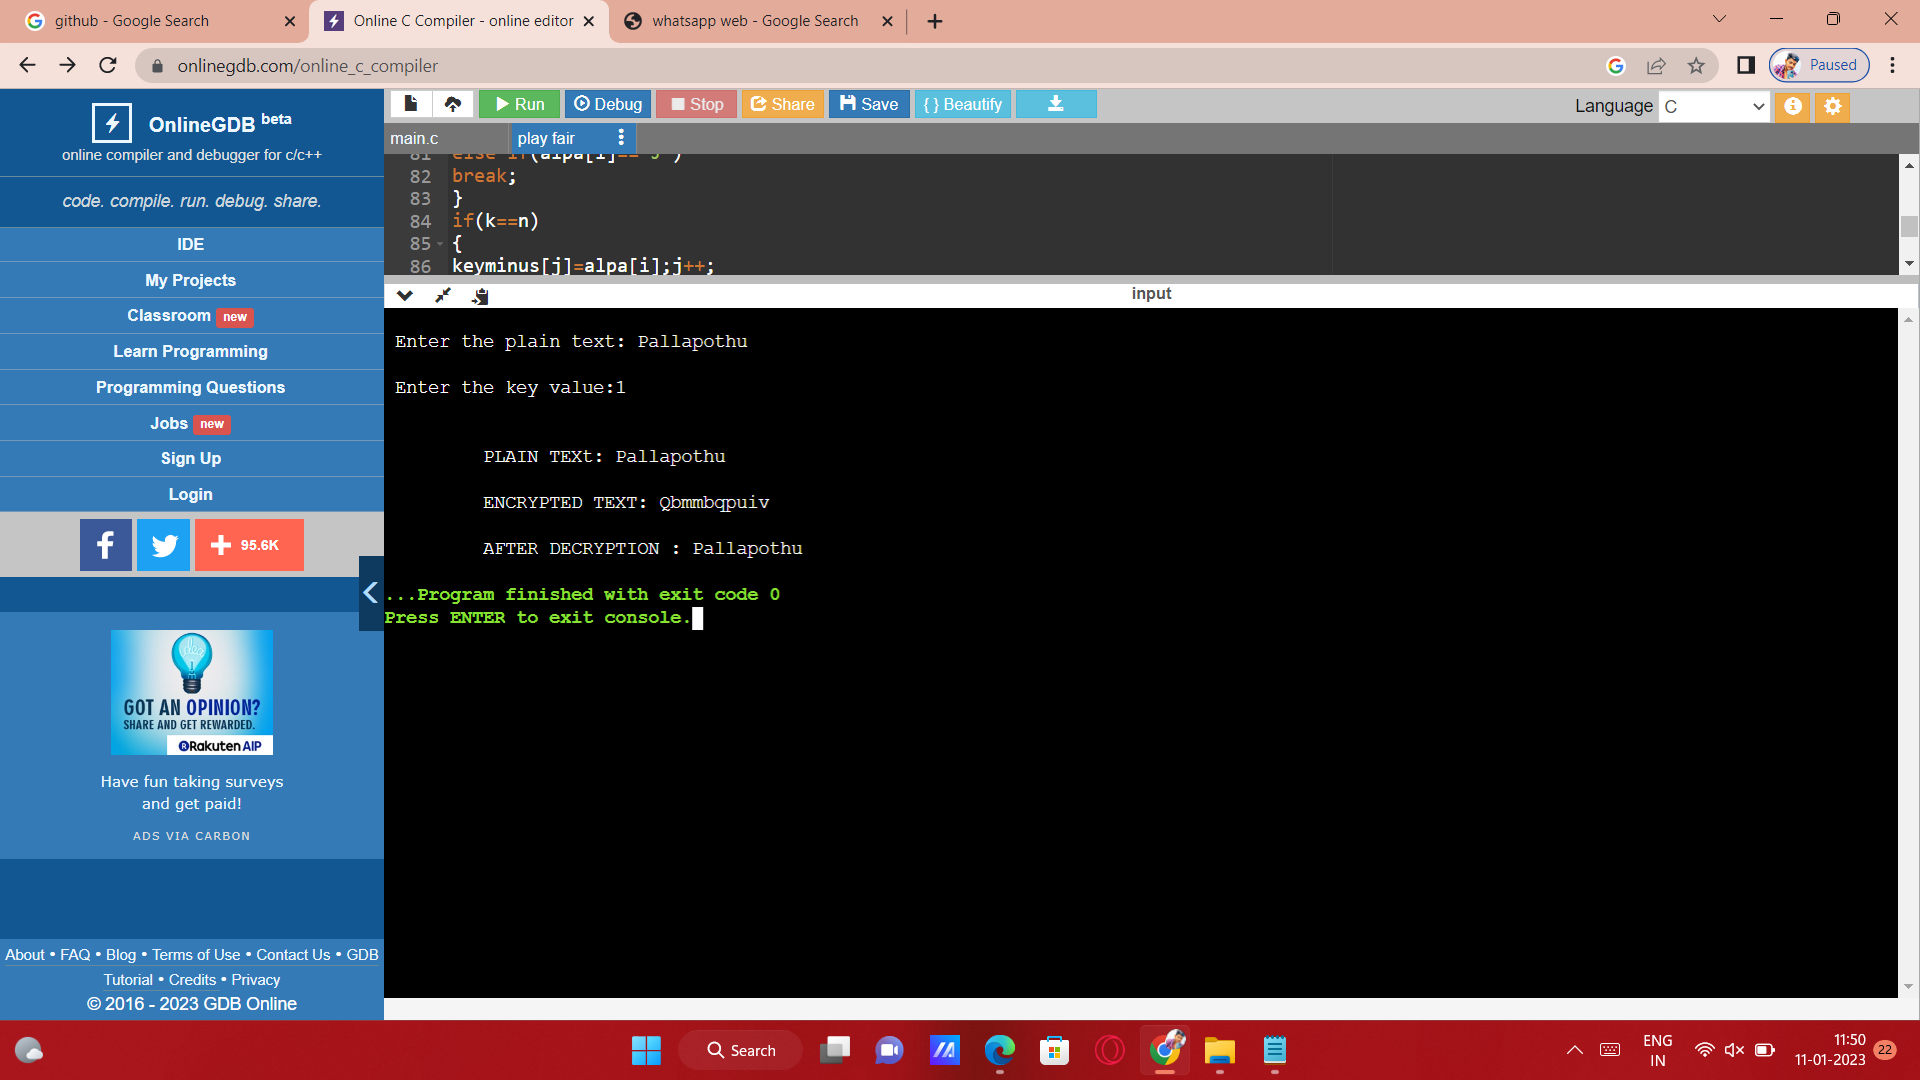 github - Google Search
Online C Compiler - online editor
whatsapp web - Google Search
onlinegdb.com/online_c_compiler
Paused
OnlineGDB beta
online compiler and debugger for c/c++
code. compile. run. debug. share.
IDE
My Projects
Classroom new
Learn Programming
Programming Questions
Jobs new
Sign Up
Login
95.6K
idea
GOT AN OPINION?
SHARE AND GET REWARDED.
Rakuten AIP
Have fun taking surveys
and get paid!
ADS VIA CARBON
About • FAQ • Blog • Terms of Use • Contact Us • GDB
Tutorial • Credits • Privacy
© 2016 - 2023 GDB Online
Run Debug Stop Share Save { } Beautify
Language C
main.c play fair
81 else if(alpa[i]=='J')
82 break;
83 }
84 if(k==n)
85 {
86 keyminus[j]=alpa[i];j++;
input
Enter the plain text: Pallapothu
Enter the key value:1
PLAIN TEXt: Pallapothu
ENCRYPTED TEXT: Qbmmbqpuiv
AFTER DECRYPTION : Pallapothu
...Program finished with exit code 0
Press ENTER to exit console.
Search
ENG
IN
11:50
11-01-2023
22